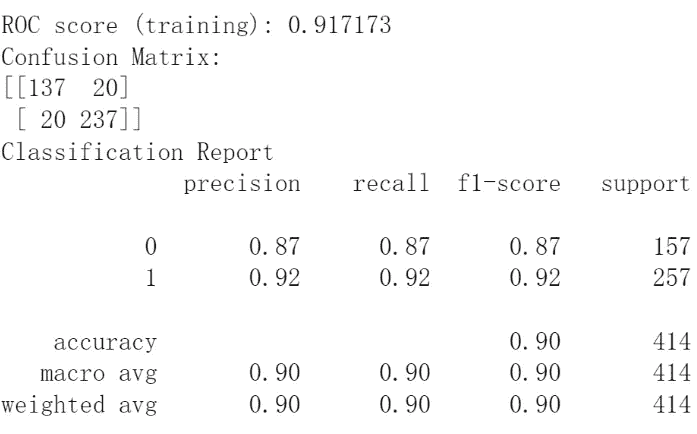 ROC score (training): 0.917173
Confusion Matrix:
[[137  20]
 [ 20 237]]
Classification Report
              precision    recall  f1-score   support

           0       0.87      0.87      0.87       157
           1       0.92      0.92      0.92       257

    accuracy                           0.90       414
   macro avg       0.90      0.90      0.90       414
weighted avg       0.90      0.90      0.90       414